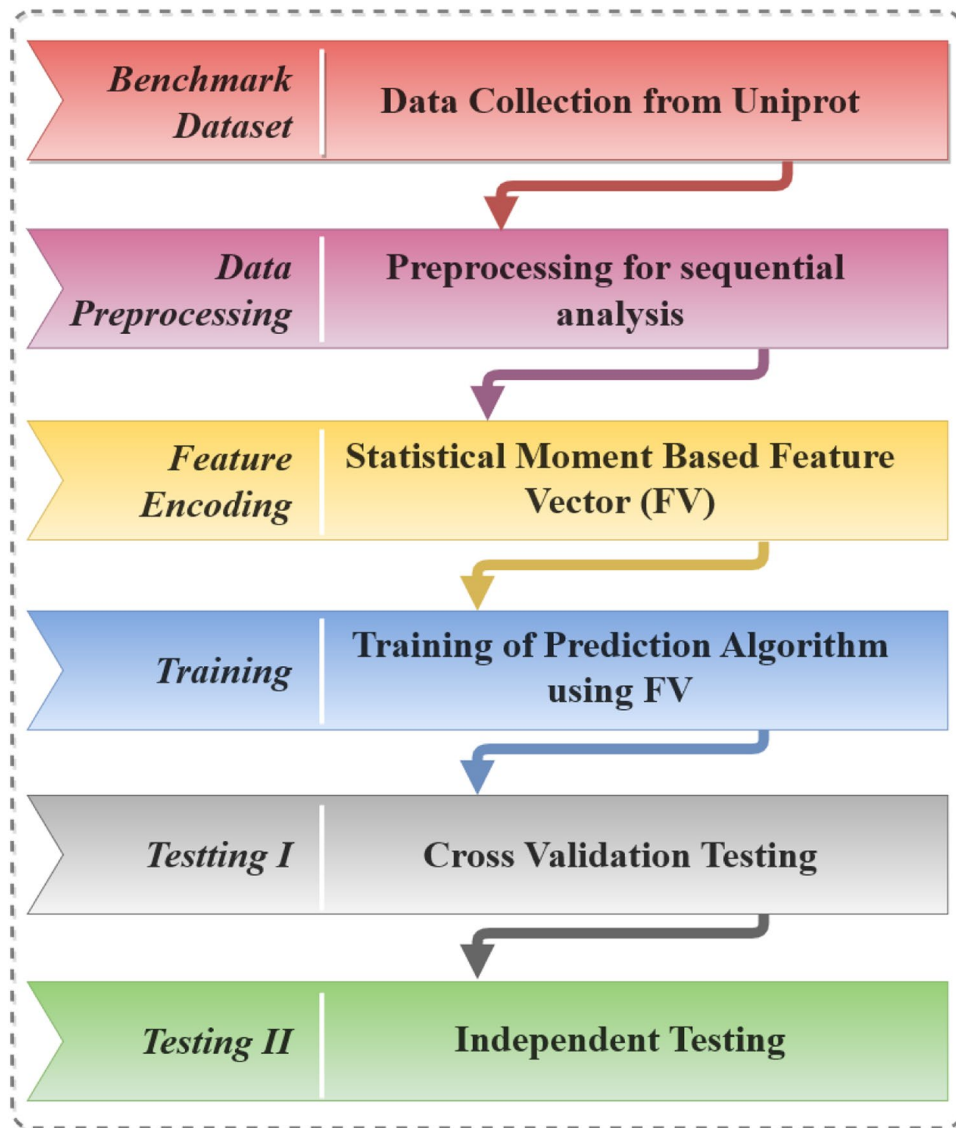 Benchmark
Dataset
Data Collection from Uniprot
Data
Preprocessing
Preprocessing for sequential
analysis
Feature
Encoding
Statistical Moment Based Feature
Vector (FV)
Training
Training of Prediction Algorithm
using FV
Testting I
Cross Validation Testing
Testing II
Independent Testing